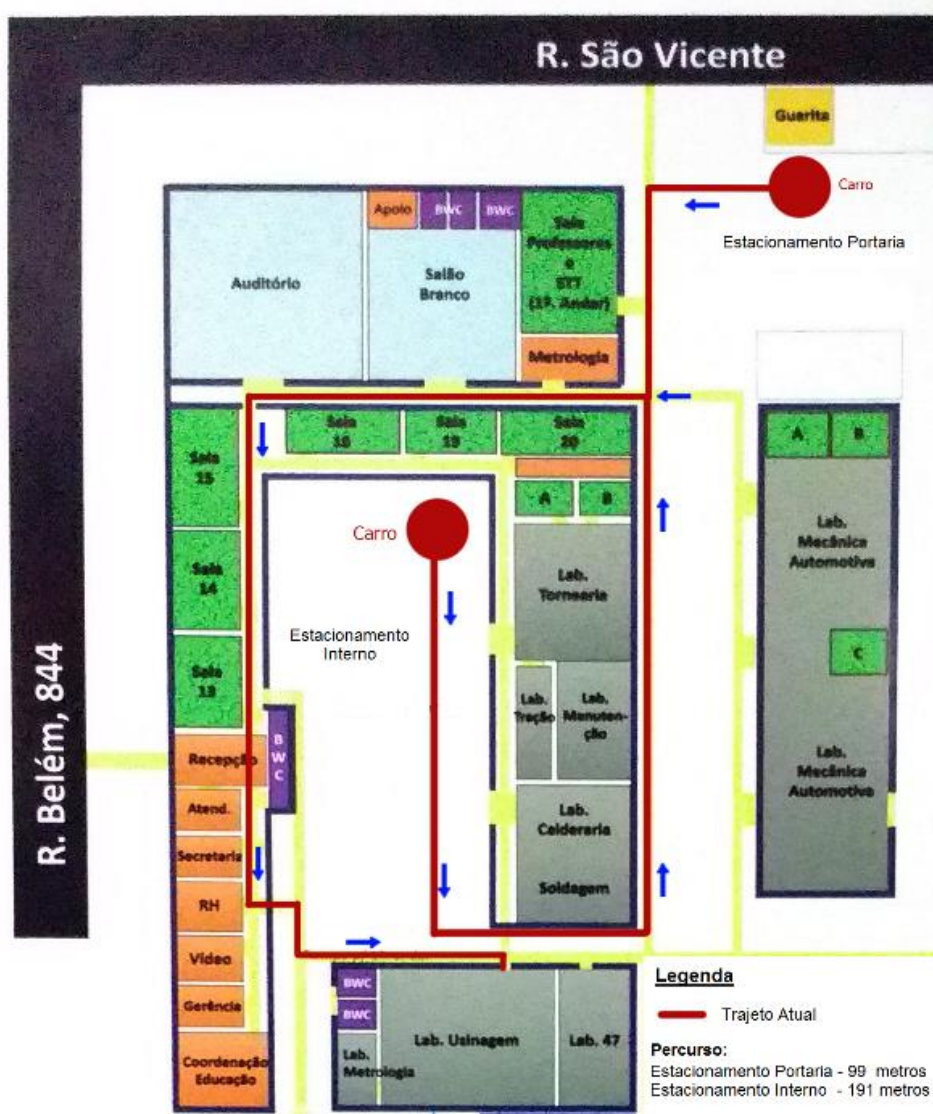 R. São Vicente
Guarita
Carro
Estacionamento Portaria
Apoio
BWC
BWC
Sala
Professores
e
STT
(1º. Andar)
Auditório
Salão
Branco
Metrologia
Sala
15
Sala
18
Sala
19
Sala
20
A
B
A
B
Carro
Lab.
Mecânica
Automotiva
Lab.
Tornearia
Sala
14
Estacionamento
Interno
C
Sala
13
Lab.
Tração
Lab.
Manuten-
ção
R. Belém, 844
Recepção
BWC
Lab.
Mecânica
Automotiva
Atend.
Lab.
Calderaria
Secretaria
Soldagem
RH
Vídeo
Gerência
BWC
BWC
Lab.
Metrologia
Lab. Usinagem
Lab. 47
Coordenação
Educação
Legenda
Trajeto Atual
Percurso:
Estacionamento Portaria - 99 metros
Estacionamento Interno - 191 metros